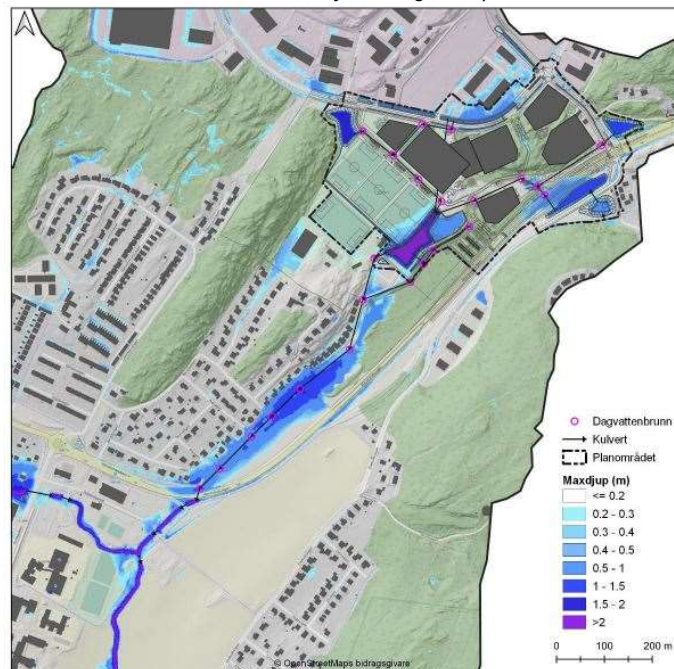 Dagvattenbrunn
Kulvert
Planområdet
Maxdjup (m)
<= 0.2
0.2 - 0.3
0.3 - 0.4
0.4 - 0.5
0.5 - 1
1 - 1.5
1.5 - 2
>2
0 100 200 m
© OpenStreetMaps bidragsgivare